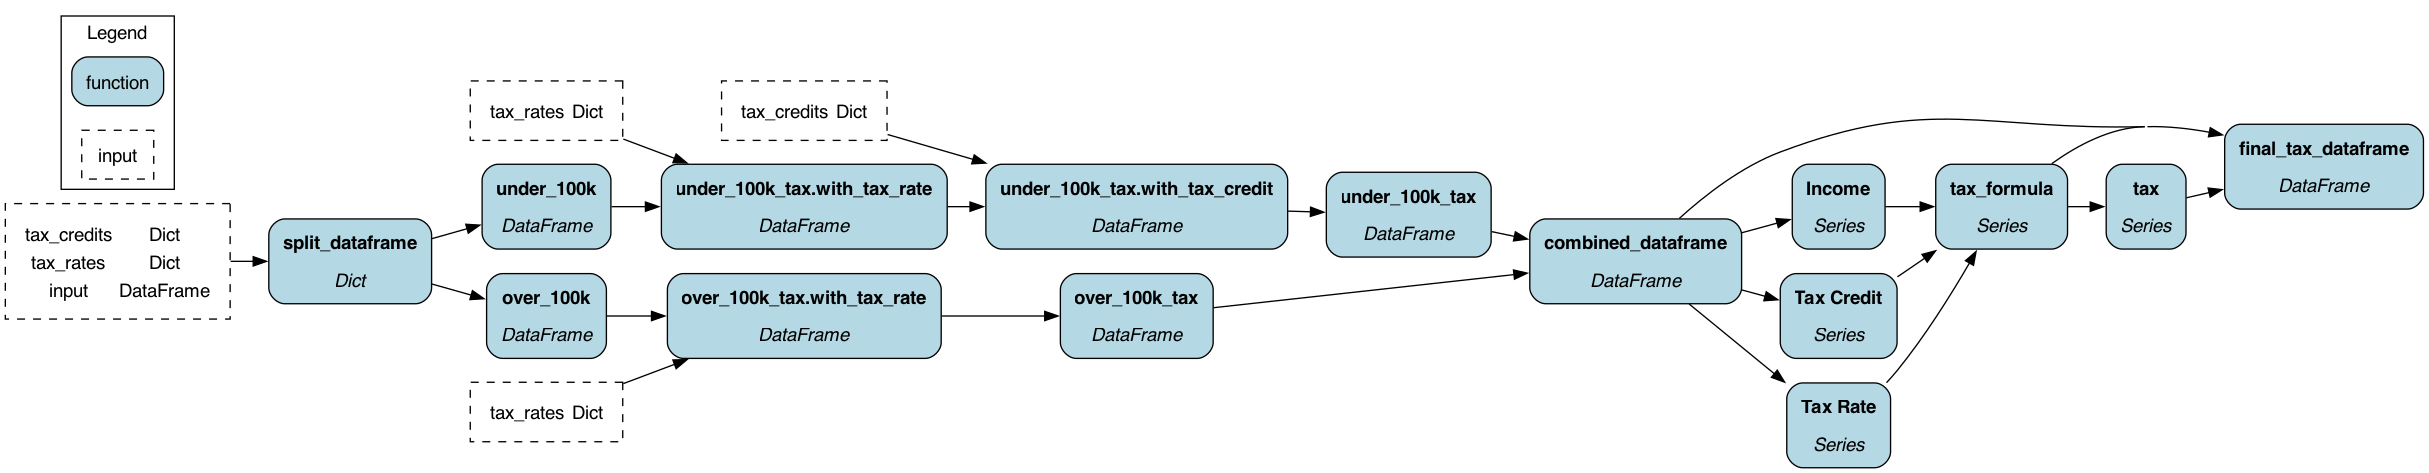 Legend
function
input
tax_credits Dict
tax_rates Dict
input DataFrame
split_dataframe
Dict
tax_rates Dict
under_100k
DataFrame
over_100k
DataFrame
tax_rates Dict
tax_credits Dict
under_100k_tax.with_tax_rate
DataFrame
over_100k_tax.with_tax_rate
DataFrame
under_100k_tax.with_tax_credit
DataFrame
over_100k_tax
DataFrame
under_100k_tax
DataFrame
combined_dataframe
DataFrame
Income
Series
Tax Credit
Series
Tax Rate
Series
tax_formula
Series
tax
Series
final_tax_dataframe
DataFrame